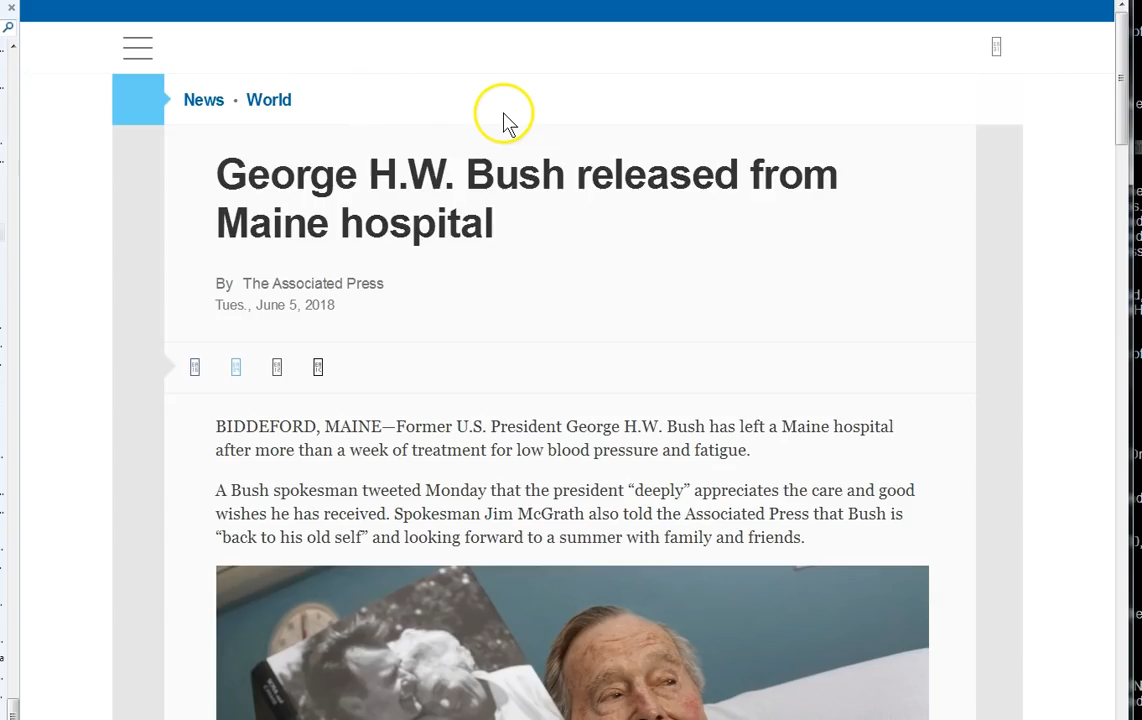 News • World
George H.W. Bush released from
Maine hospital
By The Associated Press
Tues., June 5, 2018
BIDDEFORD, MAINE—Former U.S. President George H.W. Bush has left a Maine hospital
after more than a week of treatment for low blood pressure and fatigue.
A Bush spokesman tweeted Monday that the president “deeply” appreciates the care and good
wishes he has received. Spokesman Jim McGrath also told the Associated Press that Bush is
“back to his old self” and looking forward to a summer with family and friends.